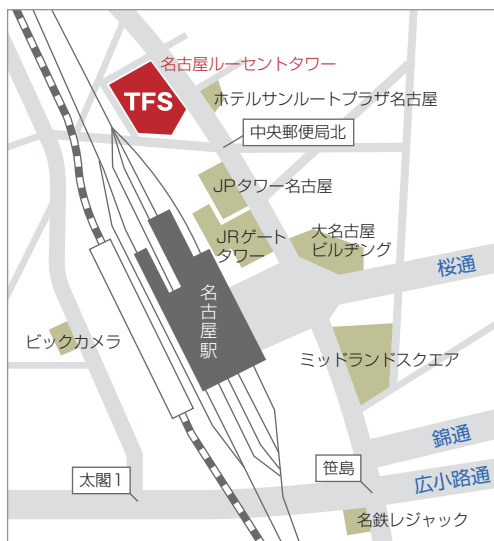 名古屋ルーセントタワー
TFS
ホテルサンルートプラザ名古屋
中央郵便局北
JPタワー名古屋
JRゲート
タワー
大名古屋
ビルヂング
桜通
名古屋駅
ビックカメラ
ミッドランドスクエア
錦通
笹島
広小路通
太閤1
名鉄レジャック